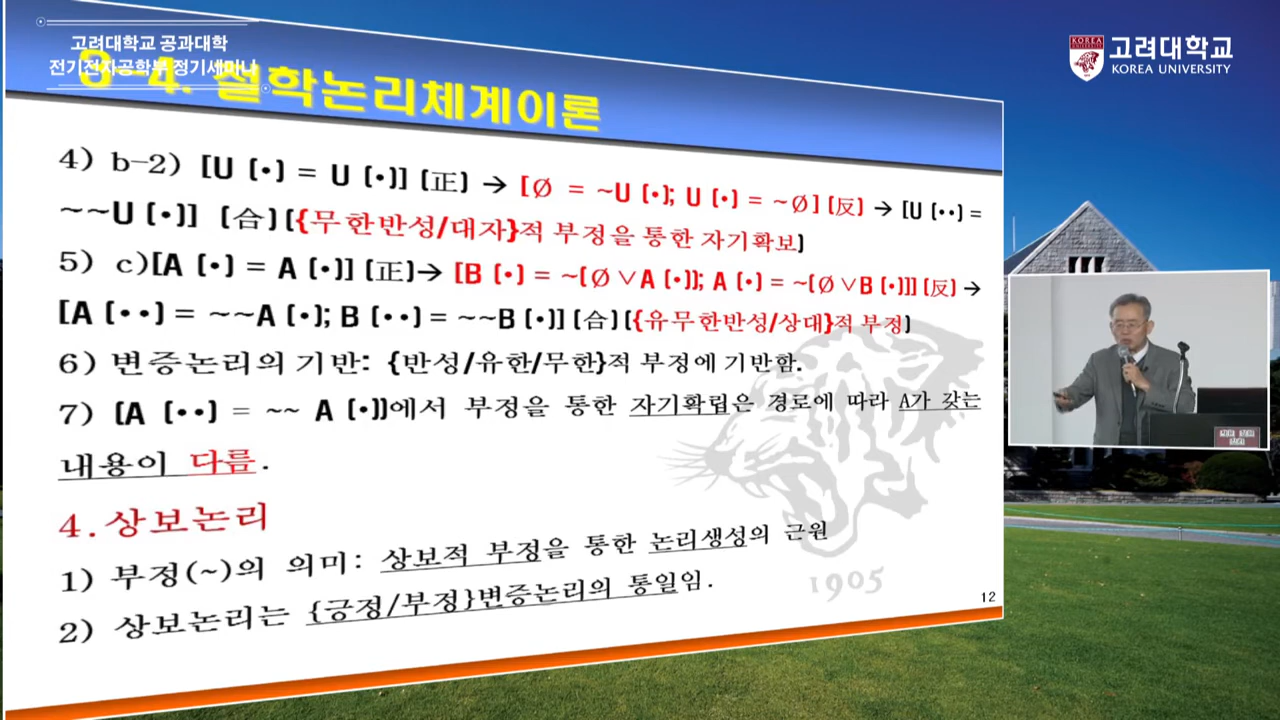 고려대학교 공과대학
전기전자공학부 정기세미나
KOREA
고려대학교
KOREA UNIVERSITY
-4. 철학논리체계이론
4) b-2) [U (•) = U (•)] (正) → [Ø = ~U (•); U (•) = ~Ø] (反) → [U (••) =
~~U (•)] (合) ({무한반성/대자}적 부정을 통한 자기확보)
5) c)[A (•) = A (•)] (正)→ [B (•) = ~(Ø∨A (•)); A (•) = ~(Ø∨B (•))] (反) →
[A (••) = ~~A (•); B (••) = ~~B (•)] (合) ({유무한반성/상대}적 부정)
6) 변증논리의 기반: {반성/유한/무한}적 부정에 기반함.
7) [A (••) = ~~ A (•)]에서 부정을 통한 자기확립은 경로에 따라 A가 갖는
내용이 다름.
4. 상보논리
1) 부정(~)의 의미: 상보적 부정을 통한 논리생성의 근원
2) 상보논리는 {긍정/부정}변증논리의 통일임.
1905
12